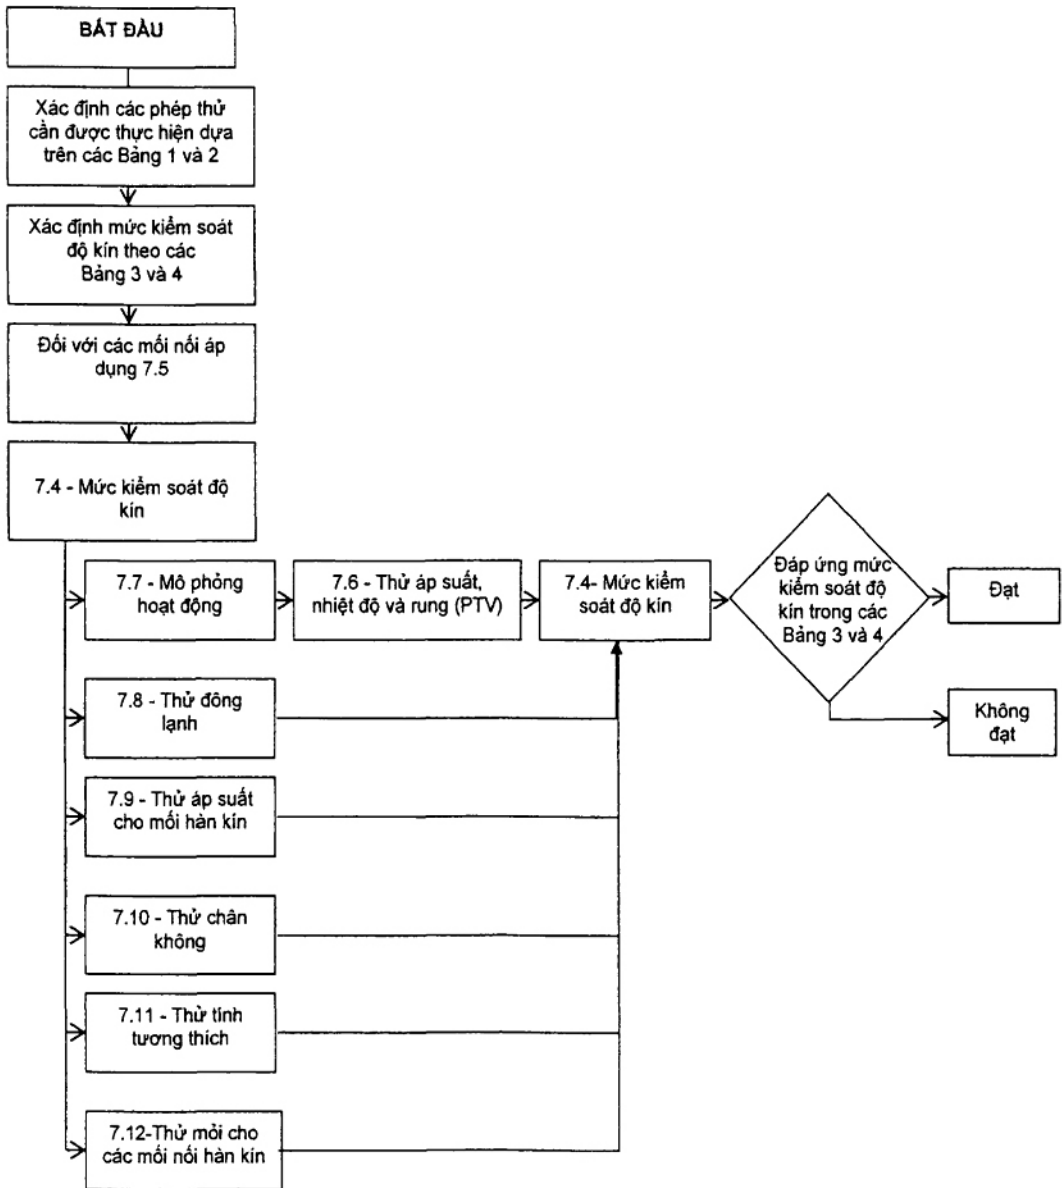 BẮT ĐẦU
Xác định các phép thử
cần được thực hiện dựa
trên các Bảng 1 và 2
Xác định mức kiểm soát
độ kín theo các
Bảng 3 và 4
Đối với các mối nối áp
dụng 7.5
7.4 - Mức kiểm soát độ
kín
7.7 - Mô phỏng
hoạt động
7.6 - Thử áp suất,
nhiệt độ và rung (PTV)
7.4- Mức kiểm
soát độ kín
Đáp ứng mức
kiểm soát độ
kín trong các
Bảng 3 và 4
Đạt
Không
đạt
7.8 - Thử đông
lạnh
7.9 - Thử áp suất
cho mối hàn kín
7.10 - Thử chân
không
7.11 - Thử tính
tương thích
7.12-Thử mỏi cho
các mối nối hàn kín